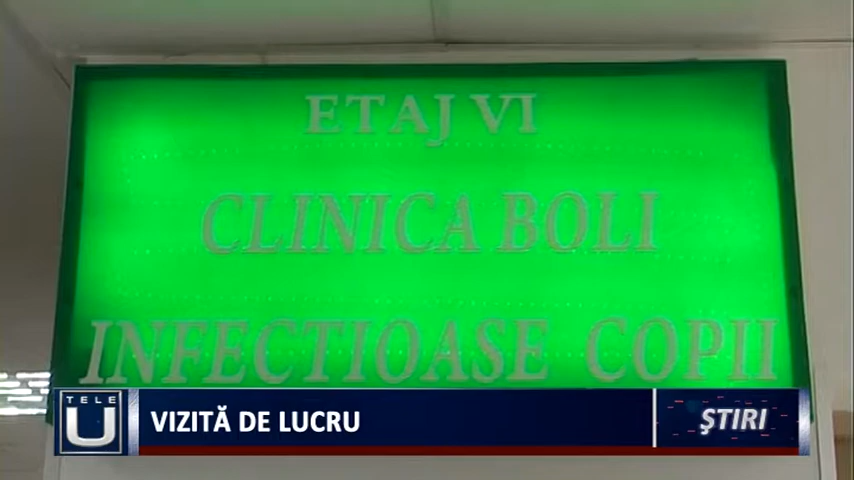 ETAJ VI
CLINICA BOLI
INFECTIOASE COPII
TELE
U
VIZITĂ DE LUCRU
ŞTIRI